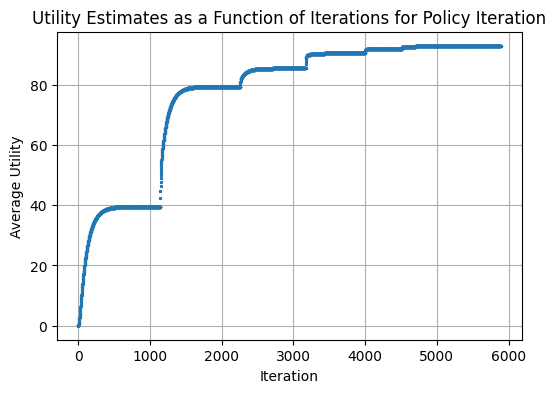 Utility Estimates as a Function of Iterations for Policy Iteration
Average Utility
80
60
40
20
0
0 1000 2000 3000 4000 5000 6000
Iteration